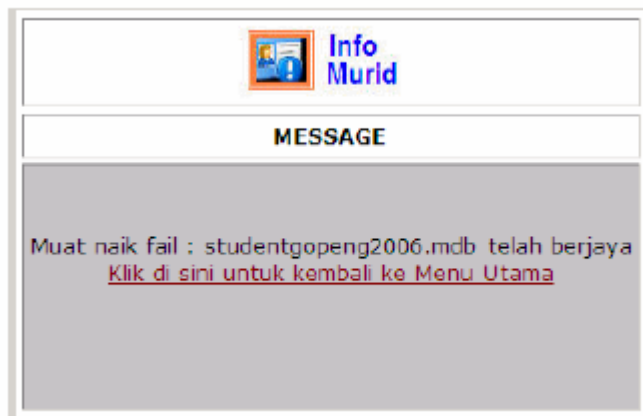 Info
Murid
MESSAGE
Muat naik fail : studentgopeng2006.mdb telah berjaya
Klik di sini untuk kembali ke Menu Utama